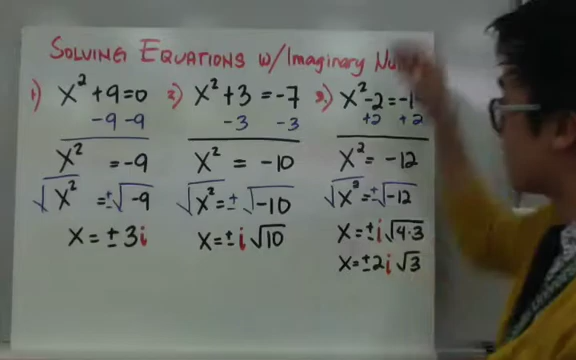 Solving Equations w/Imaginary
1) x² + 9 = 0
-9 -9
x² = -9
√x² = ±√-9
x = ± 3i
2) x² + 3 = -7
-3 -3
x² = -10
√x² = ±√-10
x = ± i√10
3) x² - 2 = -1
+2 +2
x² = -12
√x² = ±√-12
x = ± i√4·3
x = ± 2i√3